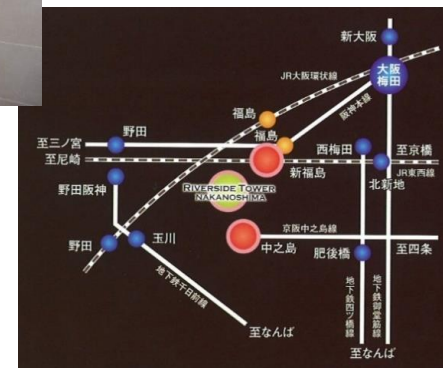 新大阪
大阪
梅田
JR大阪環状線
阪神本線
福島
福島
野田
至三ノ宮
至尼崎
西梅田
至京橋
JR東西線
新福島
北新地
野田阪神
RIVERSIDE TOWER
NAKANOSHIMA
京阪中之島線
野田
玉川
中之島
肥後橋
至四条
地下鉄千日前線
地下鉄四ツ橋線
地下鉄御堂筋線
至なんば
至なんば